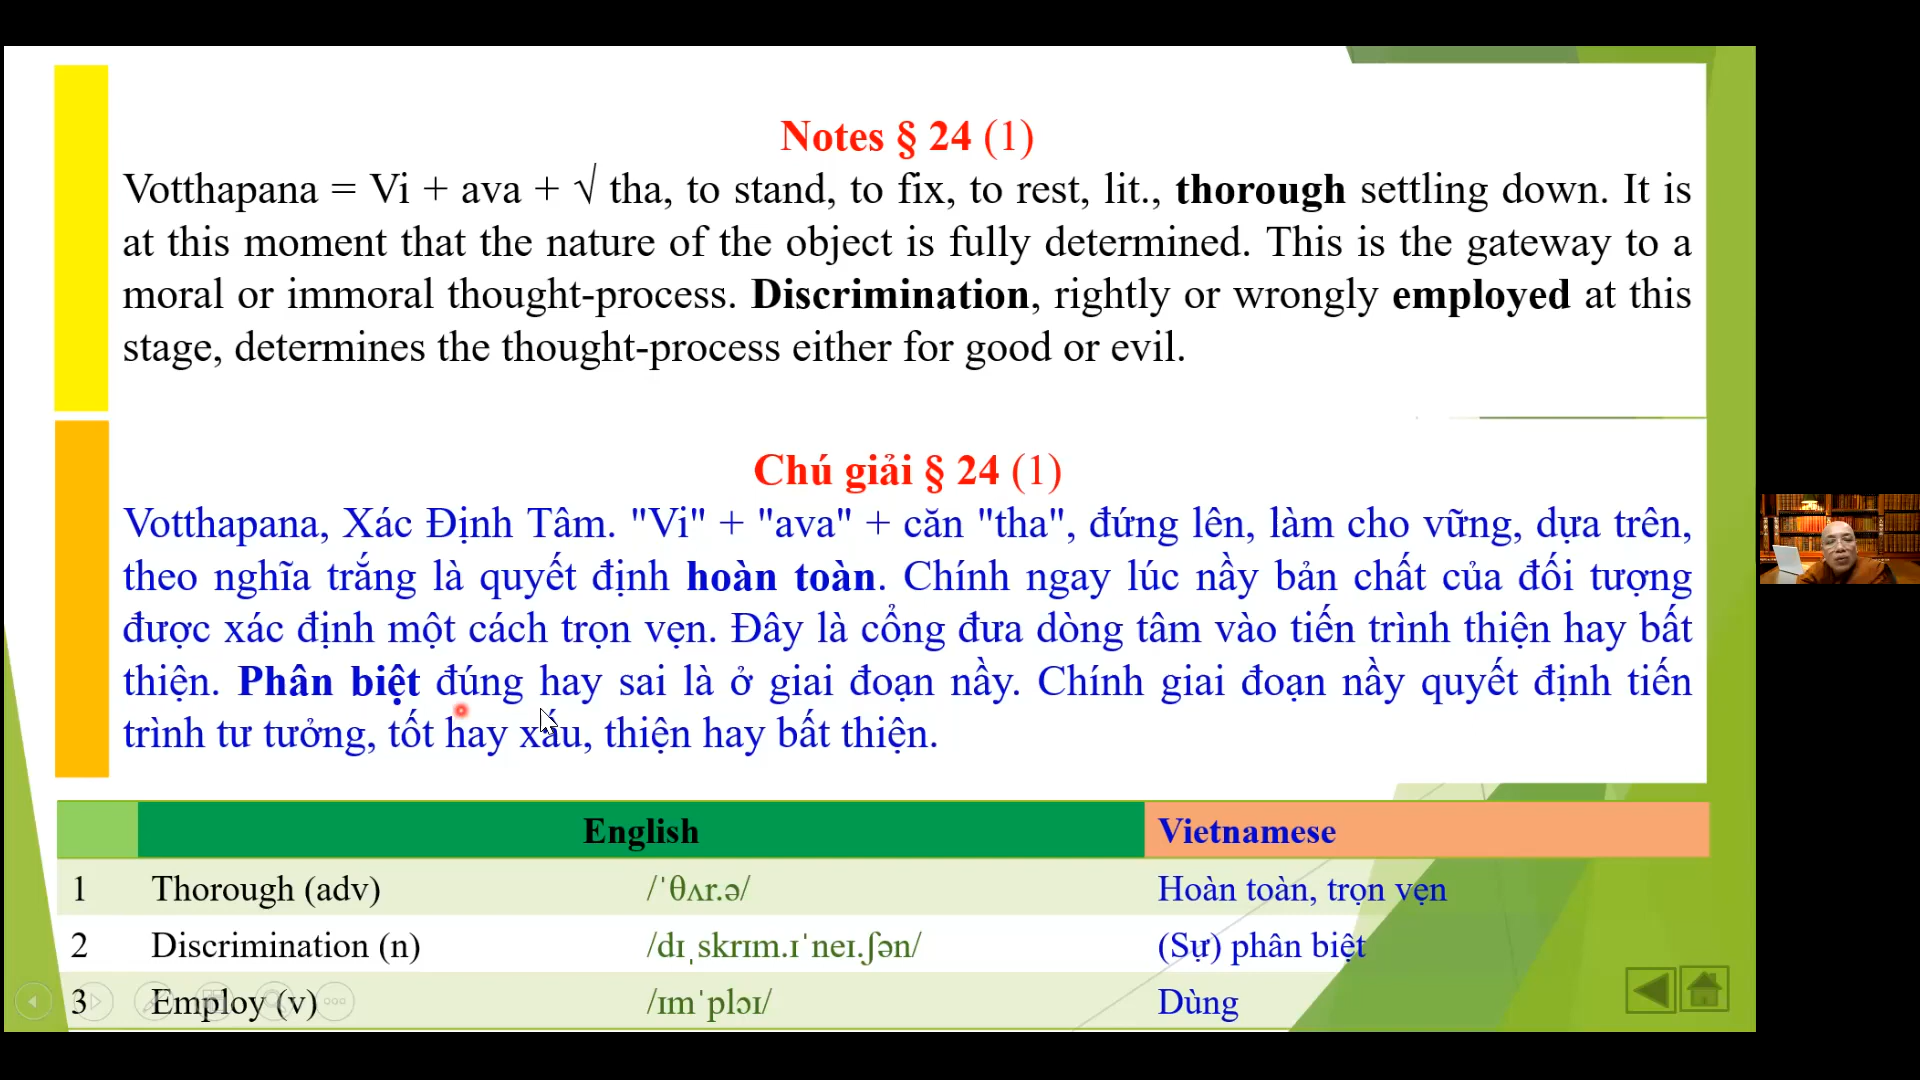 Notes § 24 (1)
Votthapana = Vi + ava + √ tha, to stand, to fix, to rest, lit., thorough settling down. It is
at this moment that the nature of the object is fully determined. This is the gateway to a
moral or immoral thought-process. Discrimination, rightly or wrongly employed at this
stage, determines the thought-process either for good or evil.
Chú giải § 24 (1)
Votthapana, Xác Định Tâm. "Vi" + "ava" + căn "tha", đứng lên, làm cho vững, dựa trên,
theo nghĩa trắng là quyết định hoàn toàn. Chính ngay lúc nầy bản chất của đối tượng
được xác định một cách trọn vẹn. Đây là cổng đưa dòng tâm vào tiến trình thiện hay bất
thiện. Phân biệt đúng hay sai là ở giai đoạn nầy. Chính giai đoạn nầy quyết định tiến
trình tư tưởng, tốt hay xấu, thiện hay bất thiện.
English Vietnamese
1 Thorough (adv) /ˈθʌr.ə/ Hoàn toàn, trọn vẹn
2 Discrimination (n) /dɪˌskrɪm.ɪˈneɪ.ʃən/ (Sự) phân biệt
3 Employ (v) /ɪmˈplɔɪ/ Dùng